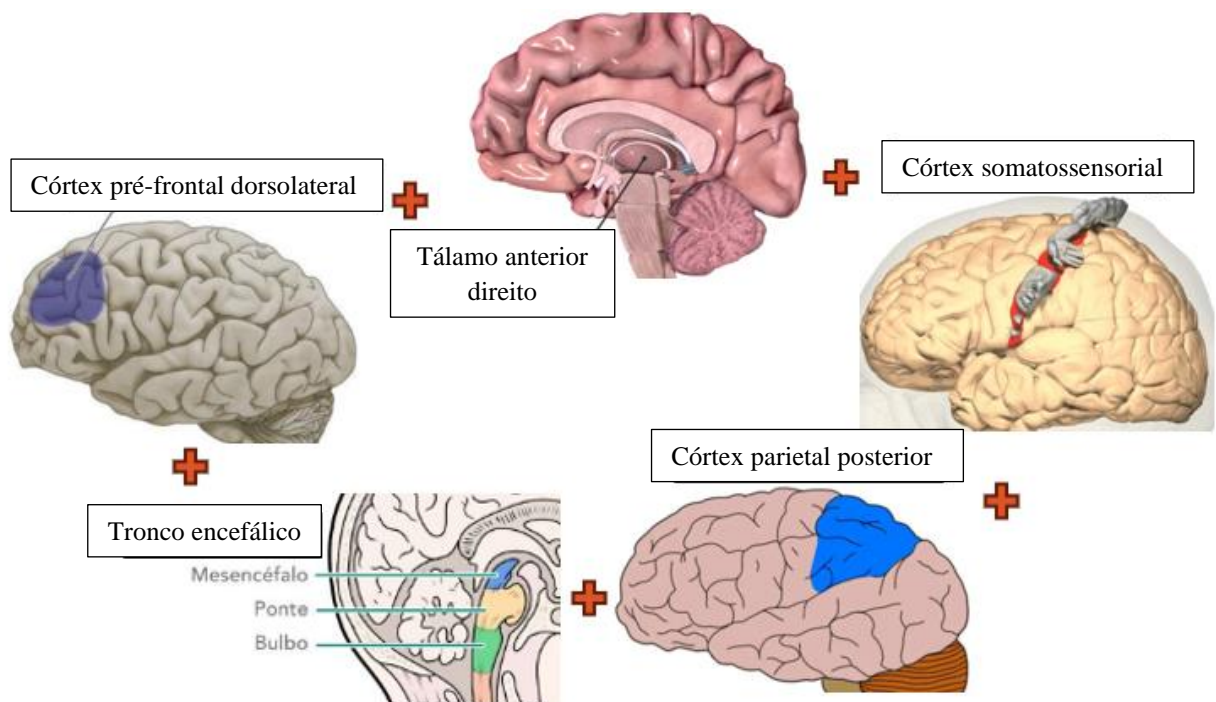 Córtex pré-frontal dorsolateral
Tálamo anterior
direito
Córtex somatossensorial
Tronco encefálico
Mesencéfalo
Ponte
Bulbo
Córtex parietal posterior